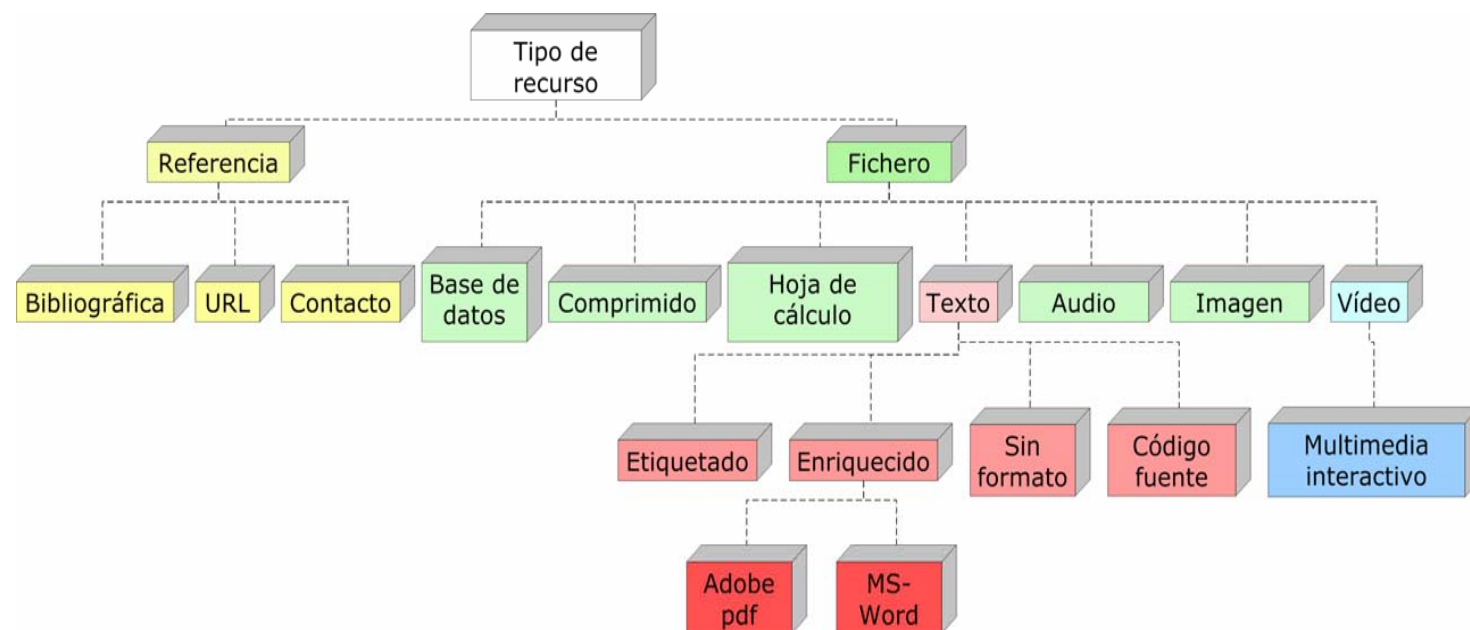 Tipo de
recurso
Referencia
Fichero
Bibliográfica
URL
Contacto
Base de
datos
Comprimido
Hoja de
cálculo
Texto
Audio
Imagen
Vídeo
Etiquetado
Enriquecido
Sin
formato
Código
fuente
Multimedia
interactivo
Adobe
pdf
MS-
Word